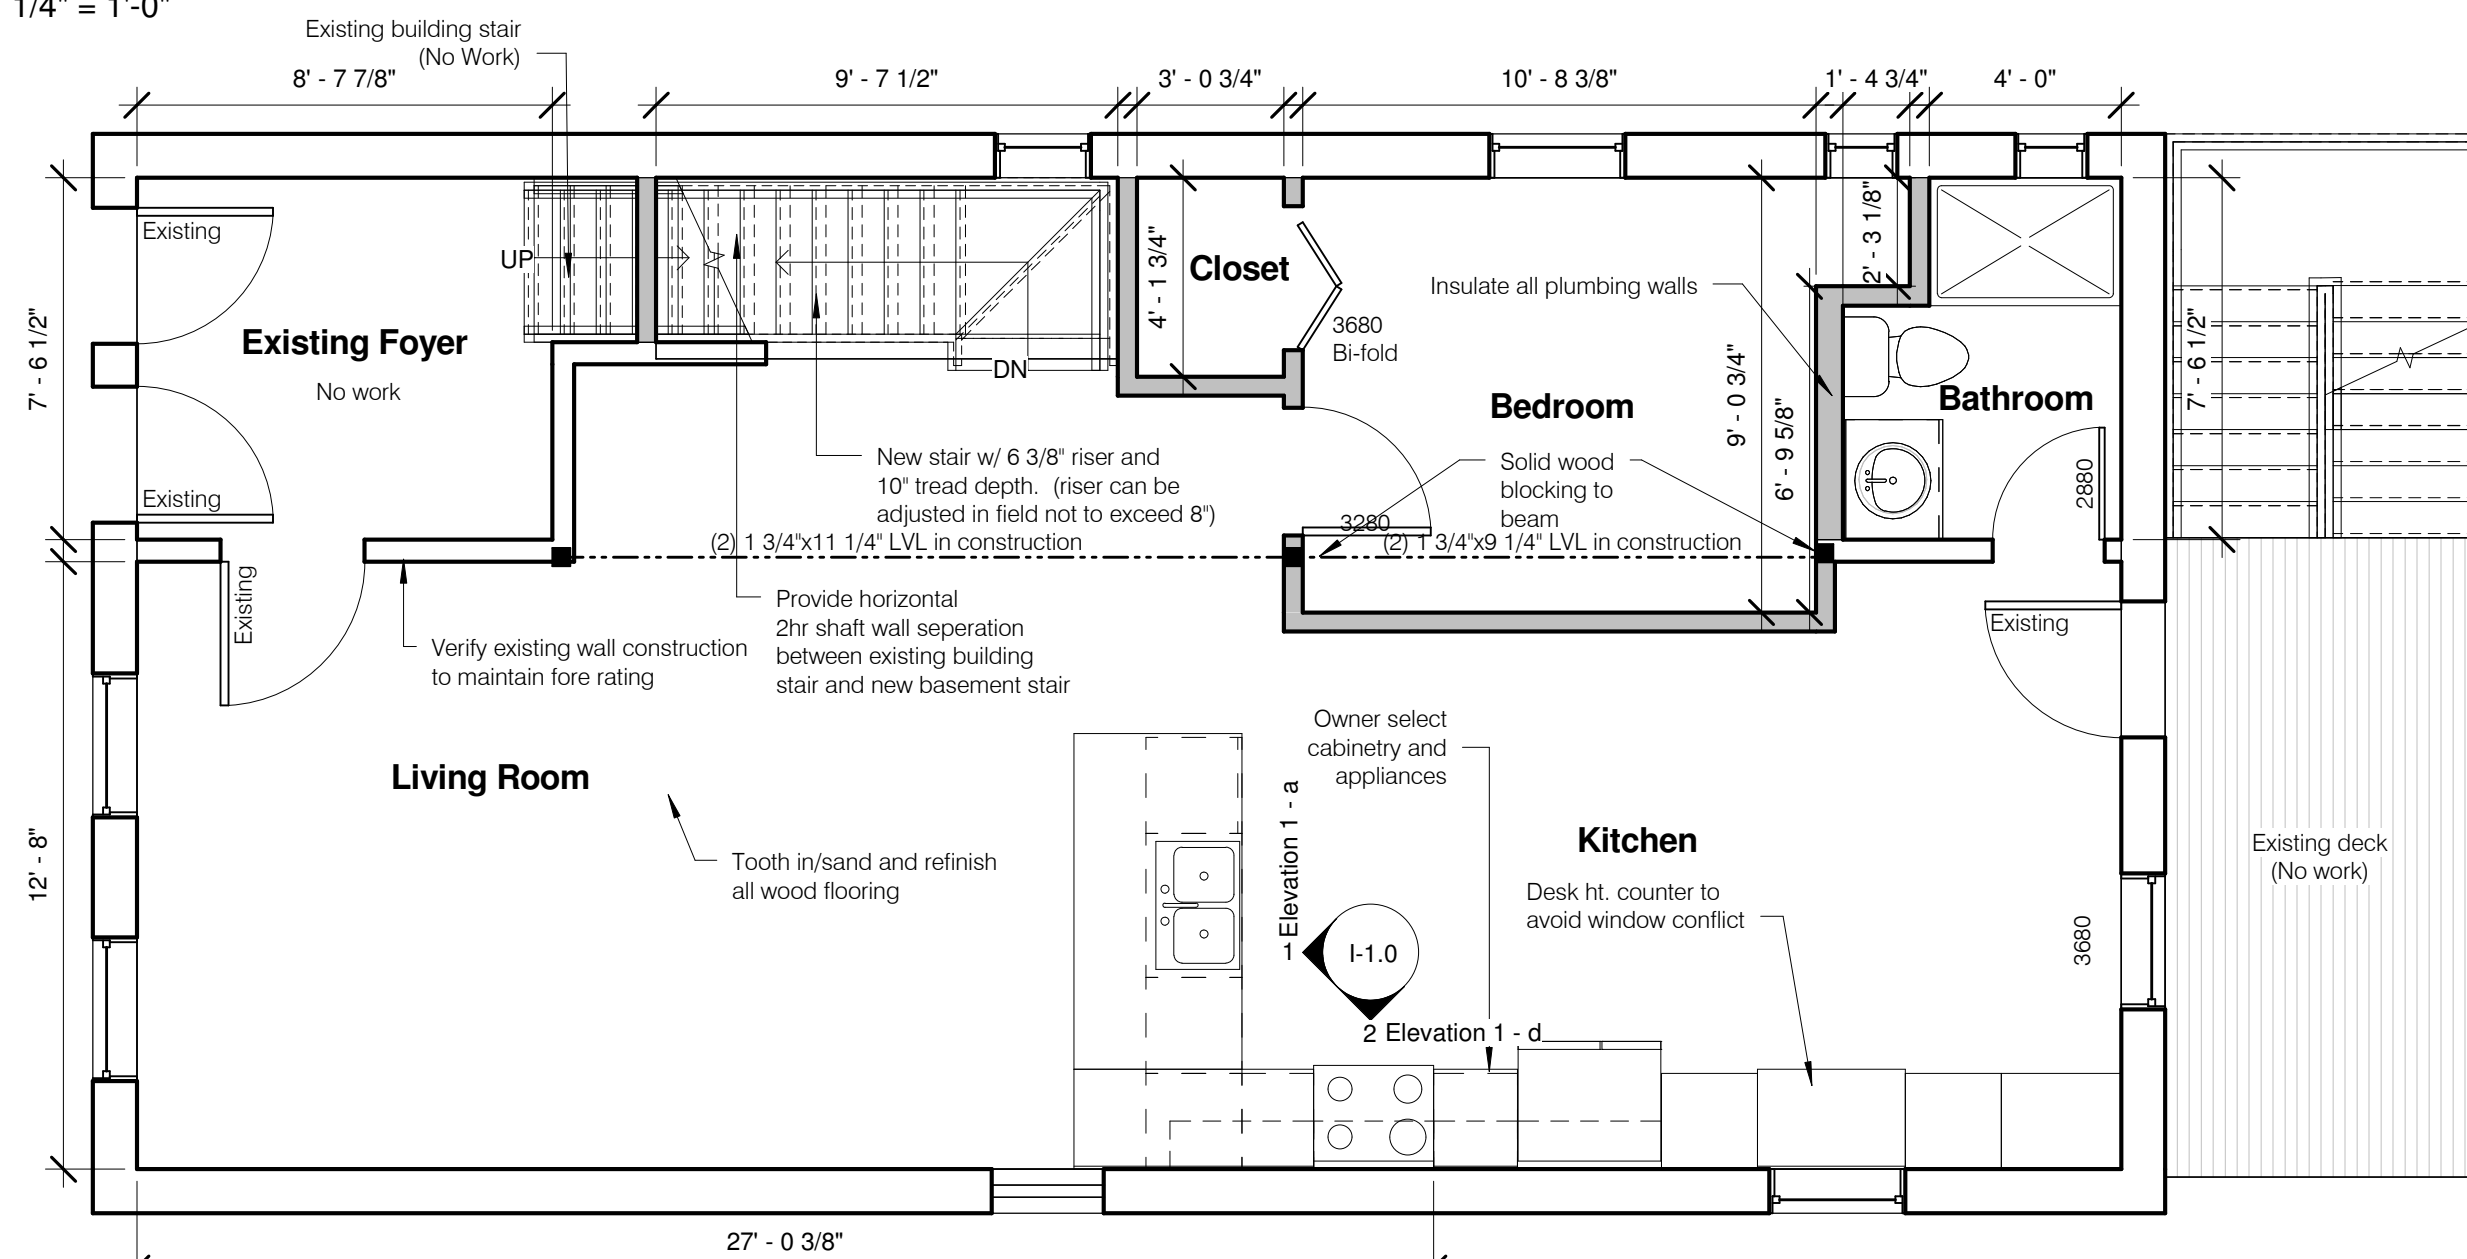 1/4" = 1'-0"
Existing building stair
(No Work)
8' - 7 7/8"
9' - 7 1/2"
3' - 0 3/4"
10' - 8 3/8"
1' - 4 3/4"
4' - 0"
Existing
UP
Existing Foyer
No work
Existing
7' - 6 1/2"
DN
4' - 1 3/4"
Closet
3680
Bi-fold
Insulate all plumbing walls
2' - 3 1/8"
Bedroom
9' - 0 3/4"
6' - 9 5/8"
Bathroom
2880
7' - 6 1/2"
New stair w/ 6 3/8" riser and
10" tread depth.  (riser can be
adjusted in field not to exceed 8")
Solid wood
blocking to
beam
3280
(2) 1 3/4"x11 1/4" LVL in construction
(2) 1 3/4"x9 1/4" LVL in construction
Existing
Verify existing wall construction
to maintain fore rating
Provide horizontal
2hr shaft wall seperation
between existing building
stair and new basement stair
Existing
Living Room
Tooth in/sand and refinish
all wood flooring
12' - 8"
Owner select
cabinetry and
appliances
Elevation 1 - a
1
I-1.0
2 Elevation 1 - d
Kitchen
Desk ht. counter to
avoid window conflict
3680
Existing deck
(No work)
27' - 0 3/8"